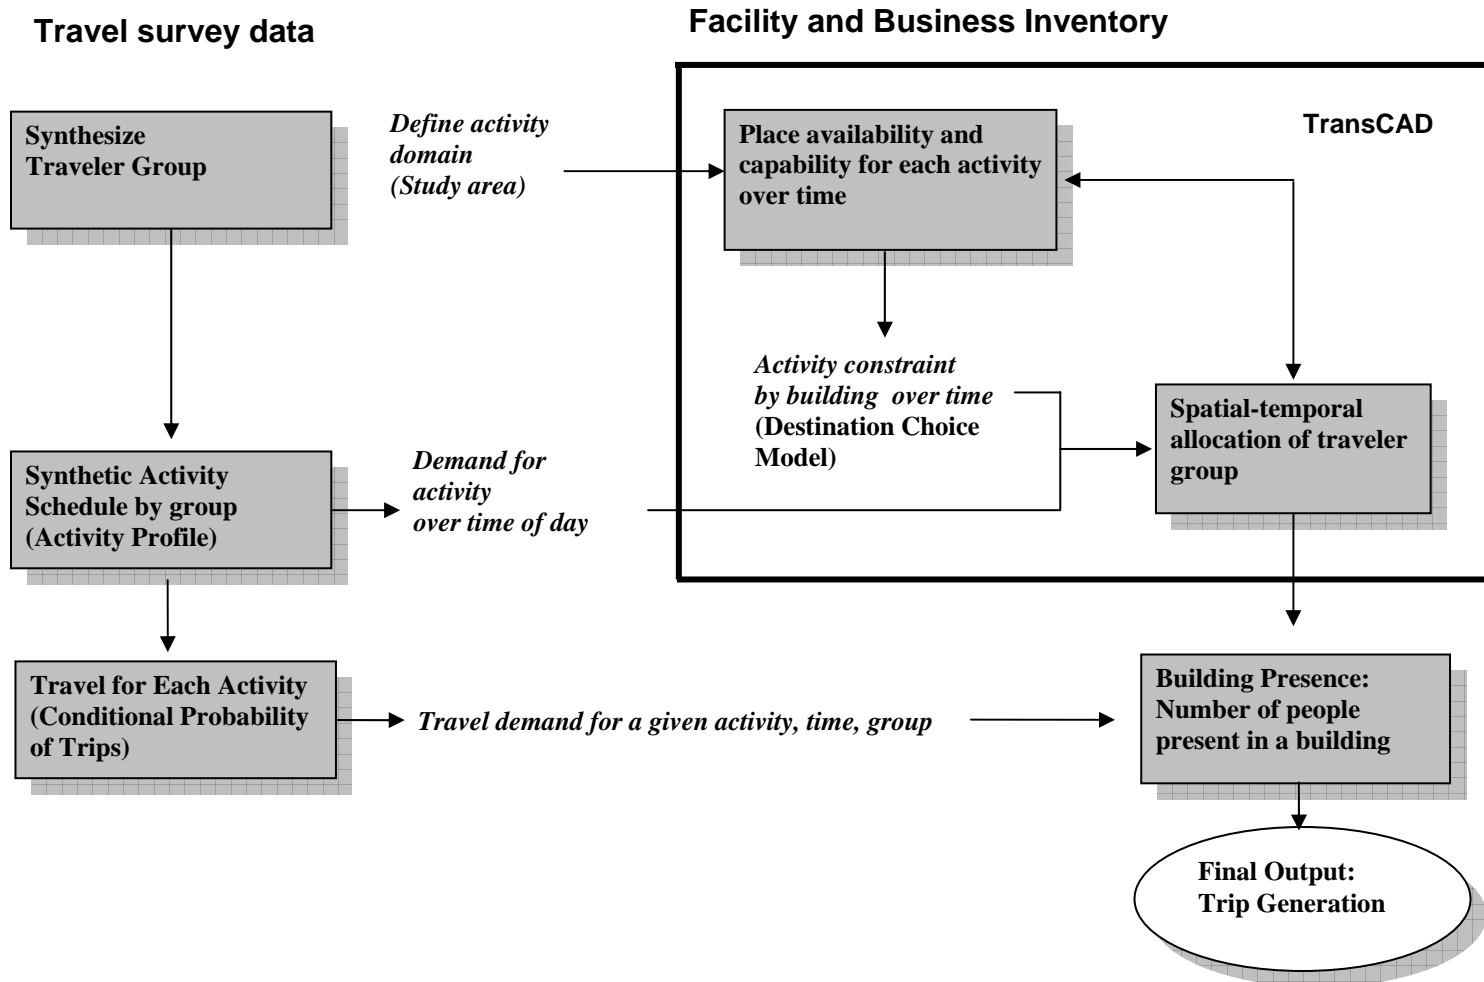 Travel survey data
Facility and Business Inventory
TransCAD
Synthesize
Traveler Group
Define activity
domain
(Study area)
Place availability and
capability for each activity
over time
Activity constraint
by building over time
(Destination Choice
Model)
Spatial-temporal
allocation of traveler
group
Synthetic Activity
Schedule by group
(Activity Profile)
Demand for
activity
over time of day
Travel for Each Activity
(Conditional Probability
of Trips)
Travel demand for a given activity, time, group
Building Presence:
Number of people
present in a building
Final Output:
Trip Generation